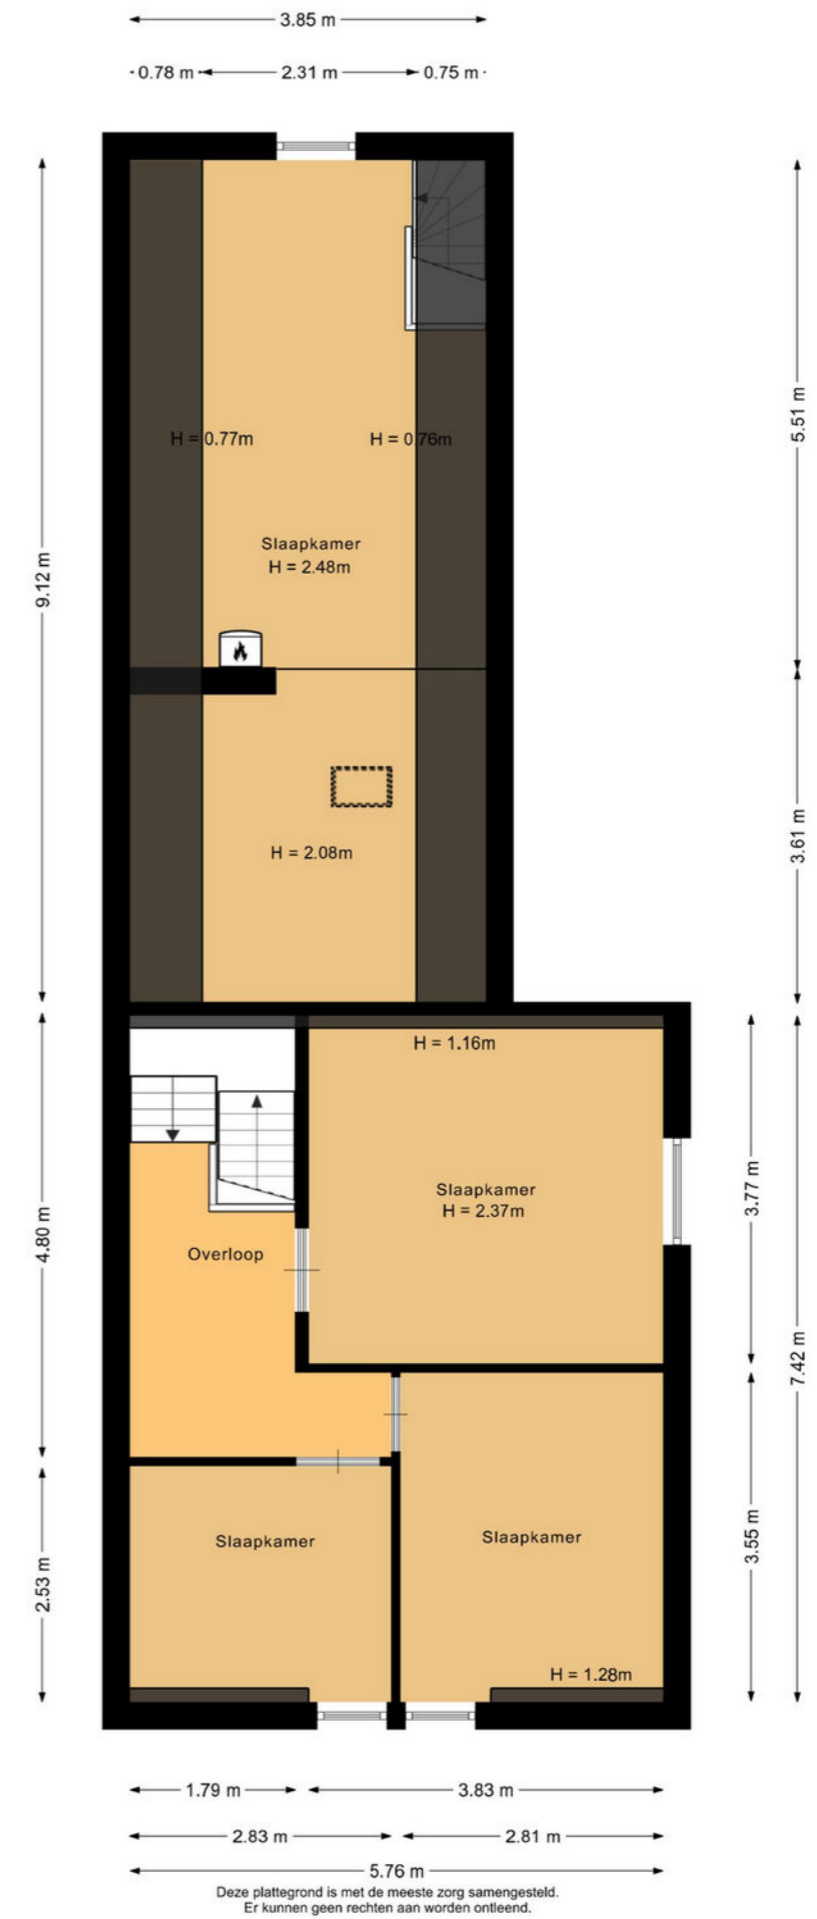 3.85 m
0.78 m
2.31 m
0.75 m
9.12 m
5.51 m
H = 0.77m
H = 0.76m
Slaapkamer
H = 2.48m
3.61 m
H = 2.08m
H = 1.16m
4.80 m
3.77 m
Slaapkamer
H = 2.37m
Overloop
7.42 m
2.53 m
Slaapkamer
Slaapkamer
3.55 m
H = 1.28m
1.79 m
3.83 m
2.83 m
2.81 m
5.76 m
Deze plattegrond is met de meeste zorg samengesteld.
Er kunnen geen rechten aan worden ontleend.